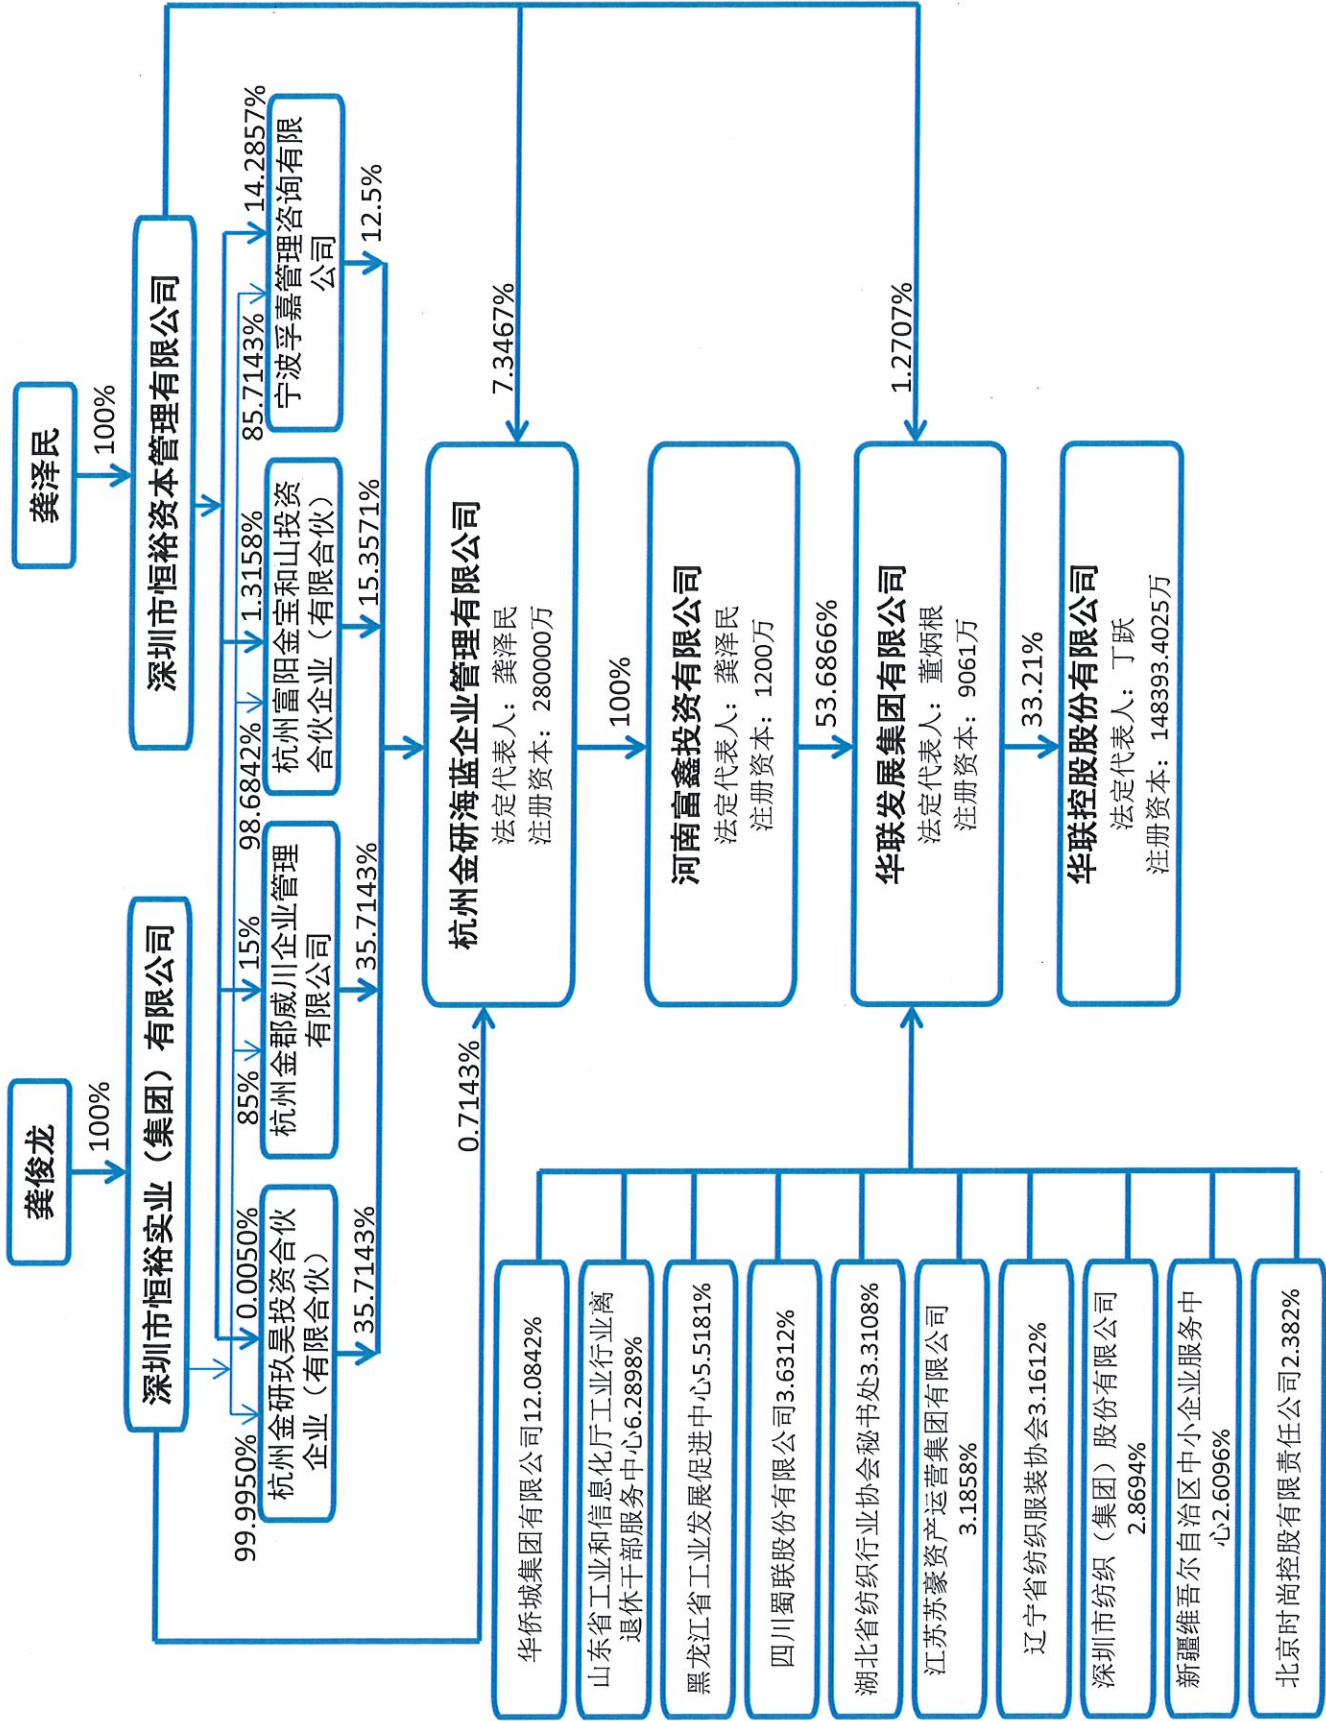 龚俊龙
100%
深圳市恒裕实业（集团）有限公司
龚泽民
100%
深圳市恒裕资本管理有限公司
99.9950%
0.0050%
杭州金研玖昊投资合伙
企业（有限合伙）
35.7143%
85%
15%
杭州金郡威川企业管理
有限公司
35.7143%
98.6842%
1.3158%
杭州富阳金宝和山投资
合伙企业（有限合伙）
15.3571%
85.7143%
14.2857%
宁波孚嘉管理咨询有限
公司
12.5%
0.7143%
7.3467%
杭州金研海蓝企业管理有限公司
法定代表人：龚泽民
注册资本：280000万
100%
河南富鑫投资有限公司
法定代表人：龚泽民
注册资本：1200万
53.6866%
1.2707%
华联发展集团有限公司
法定代表人：董炳根
注册资本：9061万
33.21%
华联控股股份有限公司
法定代表人：丁跃
注册资本：148393.4025万
华侨城集团有限公司12.0842%
山东省工业和信息化厅工业行业离
退休干部服务中心6.2898%
黑龙江省工业发展促进中心5.5181%
四川蜀联股份有限公司3.6312%
湖北省纺织行业协会秘书处3.3108%
江苏苏豪资产运营集团有限公司
3.1858%
辽宁省纺织服装协会3.1612%
深圳市纺织（集团）股份有限公司
2.8694%
新疆维吾尔自治区中小企业服务中
心2.6096%
北京时尚控股有限责任公司2.382%